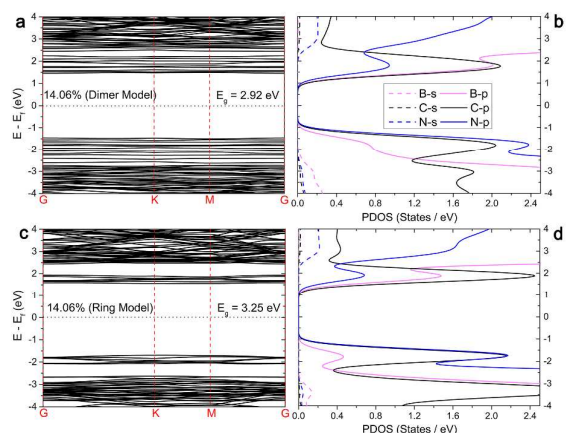 a
4
3
2
1
0
-1
-2
-3
-4
E - E_f (eV)
14.06% (Dimer Model)
E_g = 2.92 eV
G K M G
b
4
3
2
1
0
-1
-2
-3
-4
B-s B-p
C-s C-p
N-s N-p
0.0 0.4 0.8 1.2 1.6 2.0 2.4
PDOS (States / eV)
c
4
3
2
1
0
-1
-2
-3
-4
E - E_f (eV)
14.06% (Ring Model)
E_g = 3.25 eV
G K M G
d
4
3
2
1
0
-1
-2
-3
-4
0.0 0.4 0.8 1.2 1.6 2.0 2.4
PDOS (States / eV)